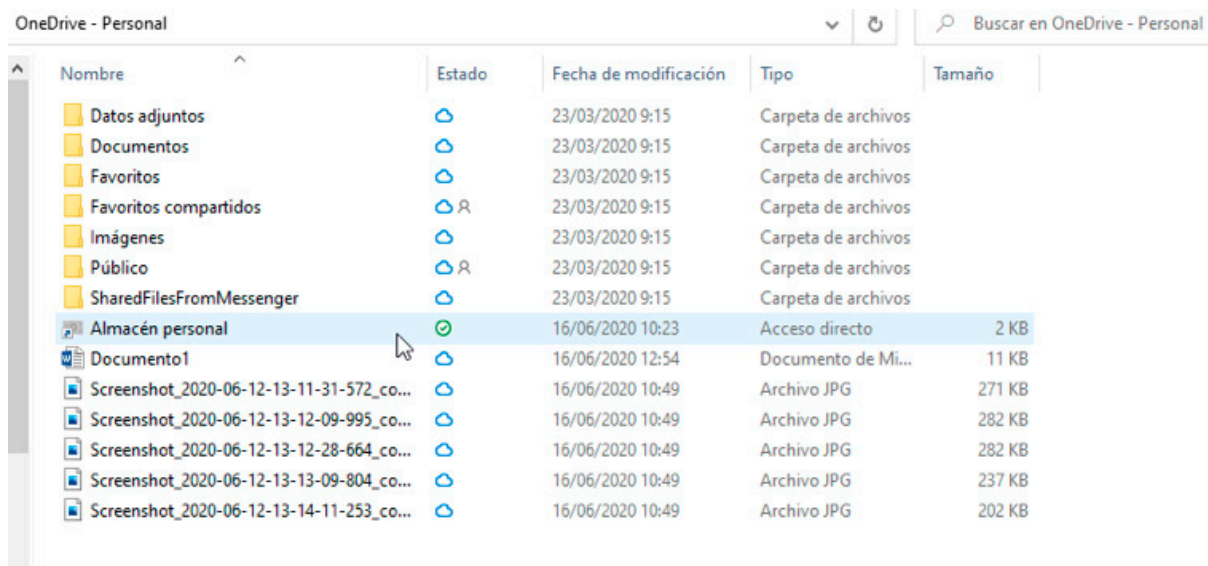 OneDrive - Personal Buscar en OneDrive - Personal
Nombre Estado Fecha de modificación Tipo Tamaño
Datos adjuntos 23/03/2020 9:15 Carpeta de archivos
Documentos 23/03/2020 9:15 Carpeta de archivos
Favoritos 23/03/2020 9:15 Carpeta de archivos
Favoritos compartidos 23/03/2020 9:15 Carpeta de archivos
Imágenes 23/03/2020 9:15 Carpeta de archivos
Público 23/03/2020 9:15 Carpeta de archivos
SharedFilesFromMessenger 23/03/2020 9:15 Carpeta de archivos
Almacén personal 16/06/2020 10:23 Acceso directo 2 KB
Documento1 16/06/2020 12:54 Documento de Mi... 11 KB
Screenshot_2020-06-12-13-11-31-572_co... 16/06/2020 10:49 Archivo JPG 271 KB
Screenshot_2020-06-12-13-12-09-995_co... 16/06/2020 10:49 Archivo JPG 282 KB
Screenshot_2020-06-12-13-12-28-664_co... 16/06/2020 10:49 Archivo JPG 282 KB
Screenshot_2020-06-12-13-13-09-804_co... 16/06/2020 10:49 Archivo JPG 237 KB
Screenshot_2020-06-12-13-14-11-253_co... 16/06/2020 10:49 Archivo JPG 202 KB